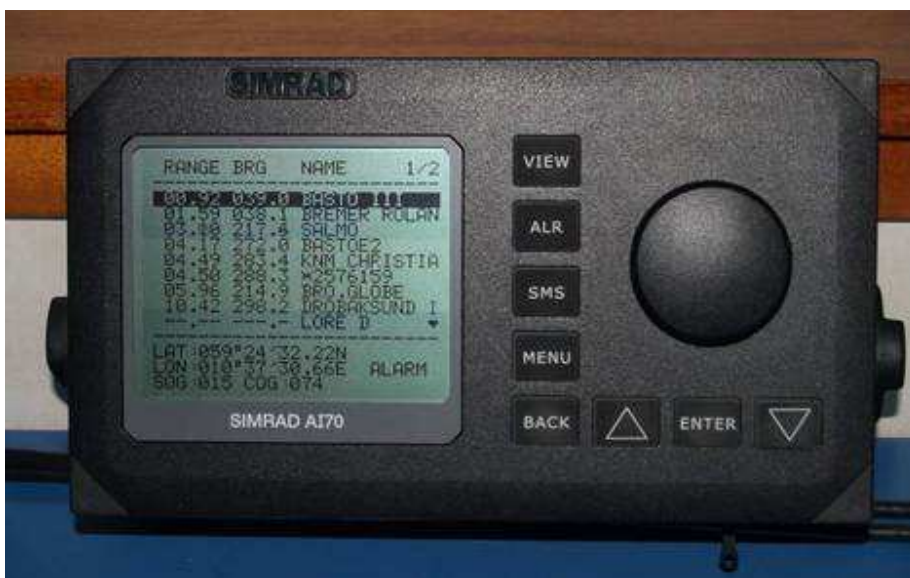 SIMRAD
RANGE BRG NAME 1/2
00.92 039.0 BASTO III
01.59 038.1 BREMER ROLAN
03.80 217.6 SALMO
04.17 272.0 BASTOE2
04.49 283.4 KNM CHRISTIA
04.50 288.3 *2576159
05.96 214.9 BRO.GLOBE
10.42 298.2 DROBAKSUND I
--.-- ---.- LORE D
LAT 059°24'32.22N
LON 010°37'30.66E ALARM
SOG 015 COG 074
SIMRAD AI70
VIEW
ALR
SMS
MENU
BACK
ENTER